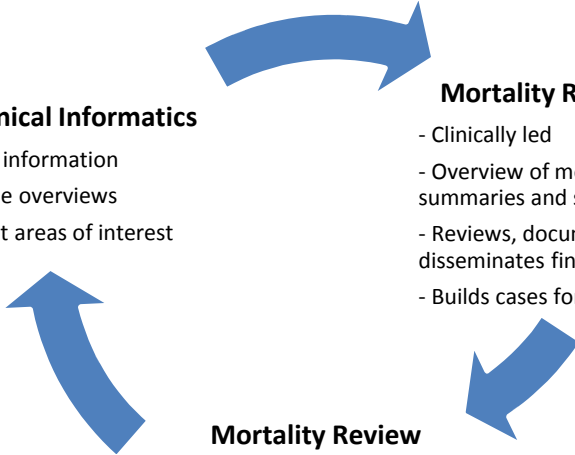 nical Informatics
information
e overviews
t areas of interest
Mortality R
- Clinically led
- Overview of m
summaries and s
- Reviews, docu
disseminates fin
- Builds cases fo
Mortality Review